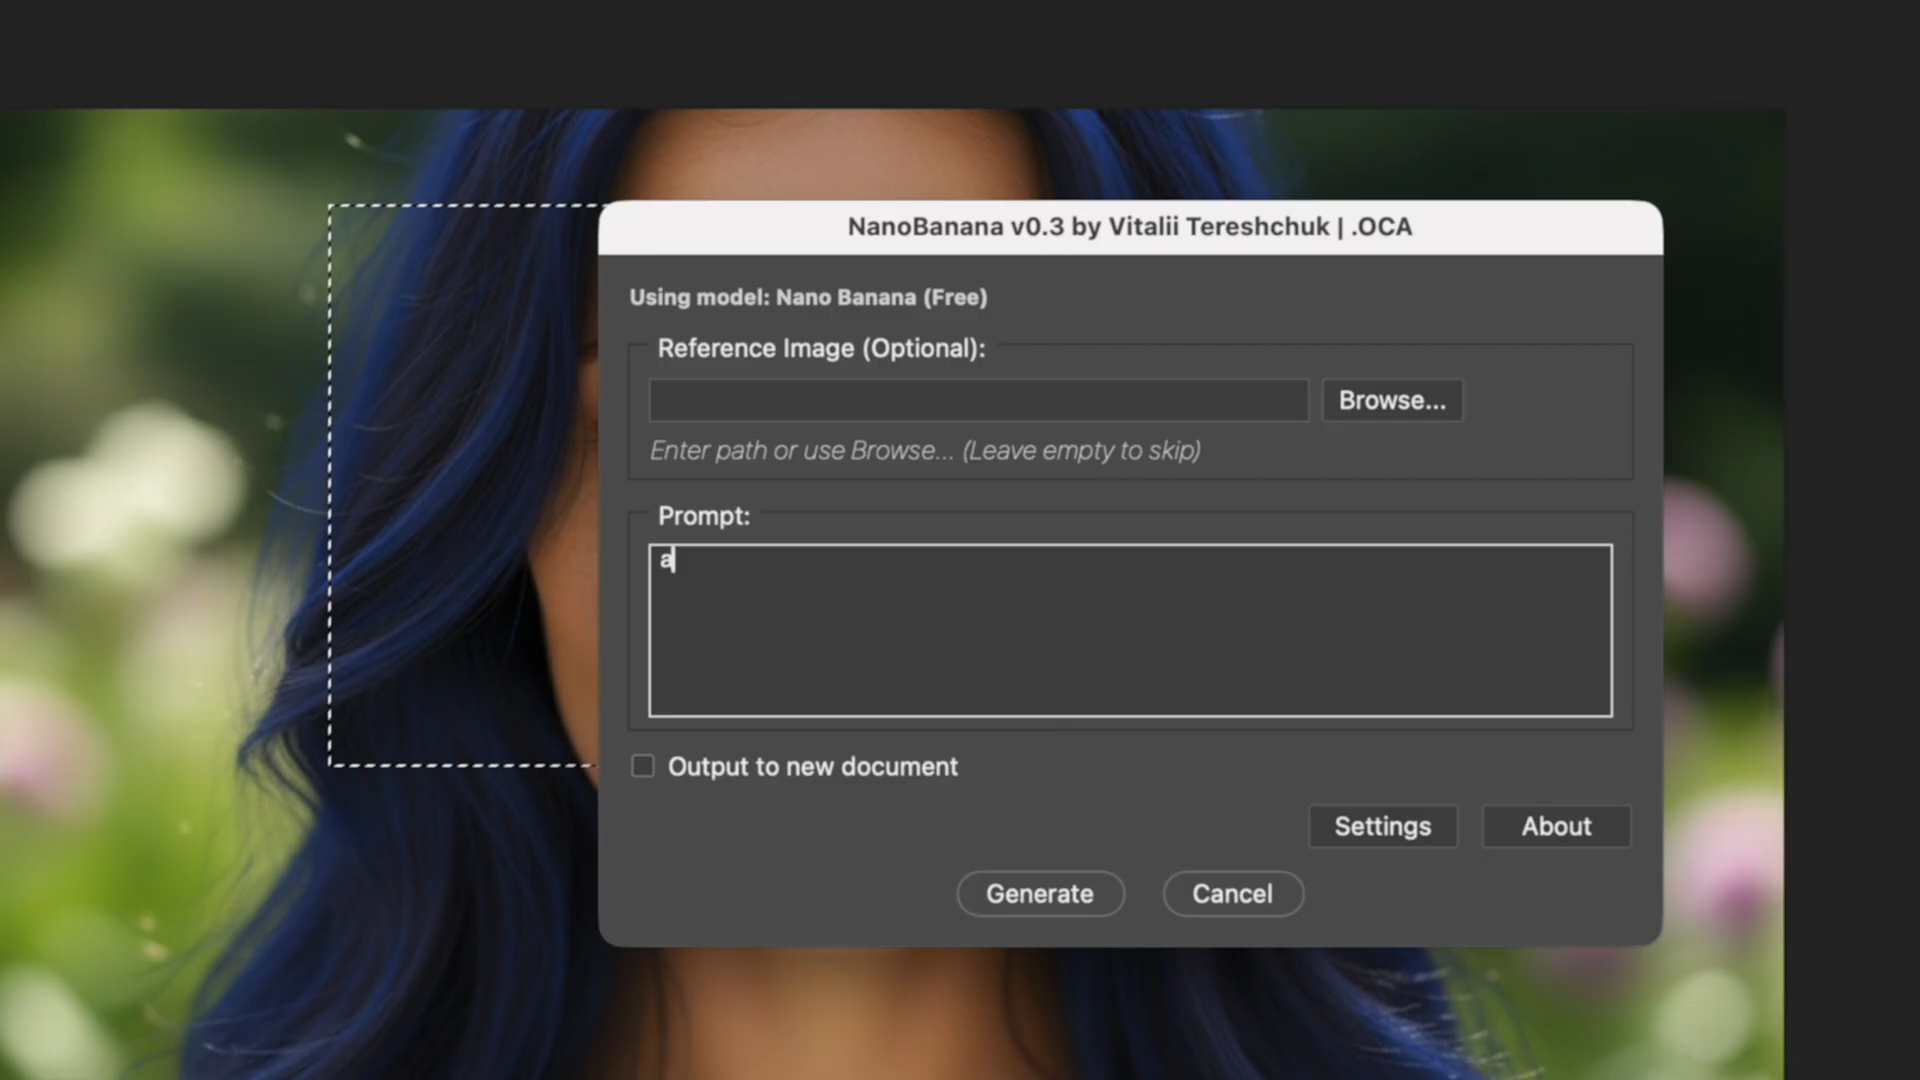 NanoBanana v0.3 by Vitalii Tereshchuk | .OCA
Using model: Nano Banana (Free)
Reference Image (Optional):
Browse...
Enter path or use Browse... (Leave empty to skip)
Prompt:
a
Output to new document
Settings
About
Generate
Cancel